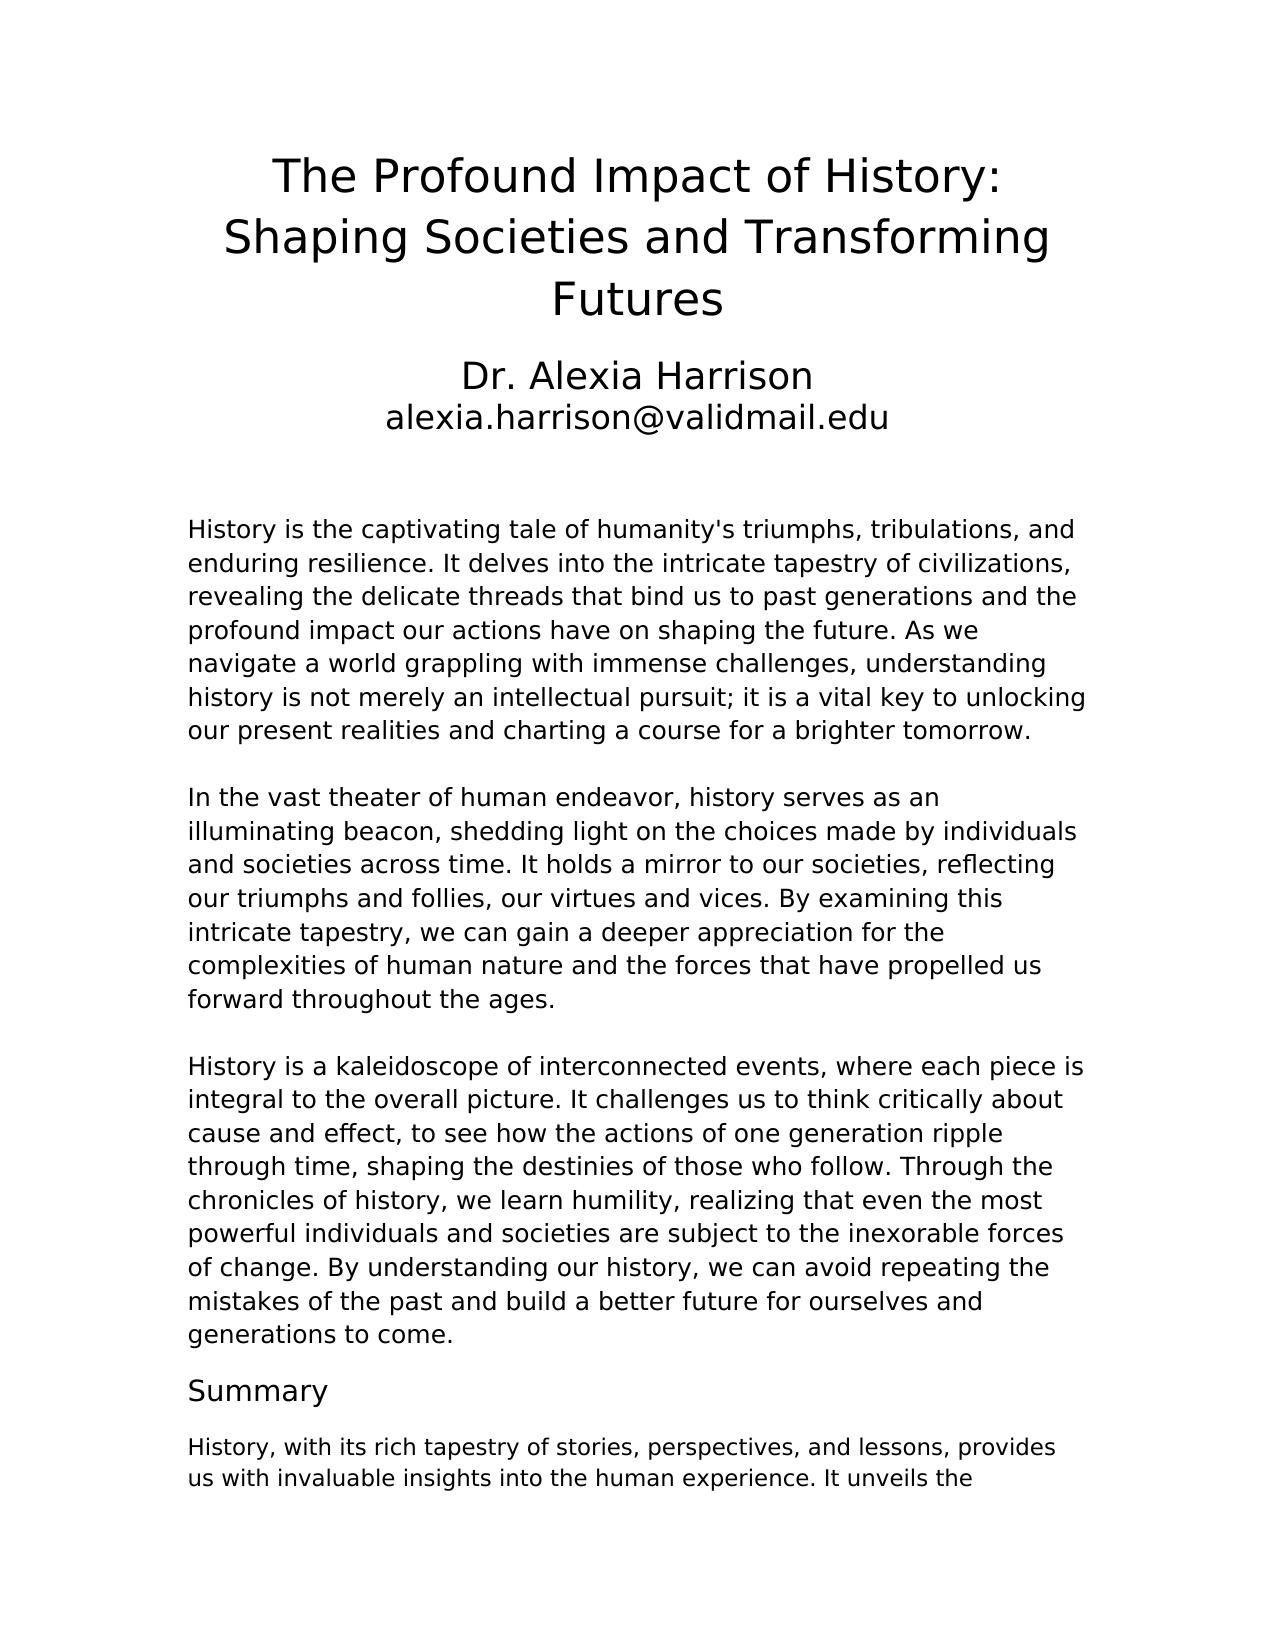 The Profound Impact of History:
Shaping Societies and Transforming
Futures
Dr. Alexia Harrison
alexia.harrison@validmail.edu
History is the captivating tale of humanity's triumphs, tribulations, and
enduring resilience. It delves into the intricate tapestry of civilizations,
revealing the delicate threads that bind us to past generations and the
profound impact our actions have on shaping the future. As we
navigate a world grappling with immense challenges, understanding
history is not merely an intellectual pursuit; it is a vital key to unlocking
our present realities and charting a course for a brighter tomorrow.
In the vast theater of human endeavor, history serves as an
illuminating beacon, shedding light on the choices made by individuals
and societies across time. It holds a mirror to our societies, reflecting
our triumphs and follies, our virtues and vices. By examining this
intricate tapestry, we can gain a deeper appreciation for the
complexities of human nature and the forces that have propelled us
forward throughout the ages.
History is a kaleidoscope of interconnected events, where each piece is
integral to the overall picture. It challenges us to think critically about
cause and effect, to see how the actions of one generation ripple
through time, shaping the destinies of those who follow. Through the
chronicles of history, we learn humility, realizing that even the most
powerful individuals and societies are subject to the inexorable forces
of change. By understanding our history, we can avoid repeating the
mistakes of the past and build a better future for ourselves and
generations to come.
Summary
History, with its rich tapestry of stories, perspectives, and lessons, provides
us with invaluable insights into the human experience. It unveils the